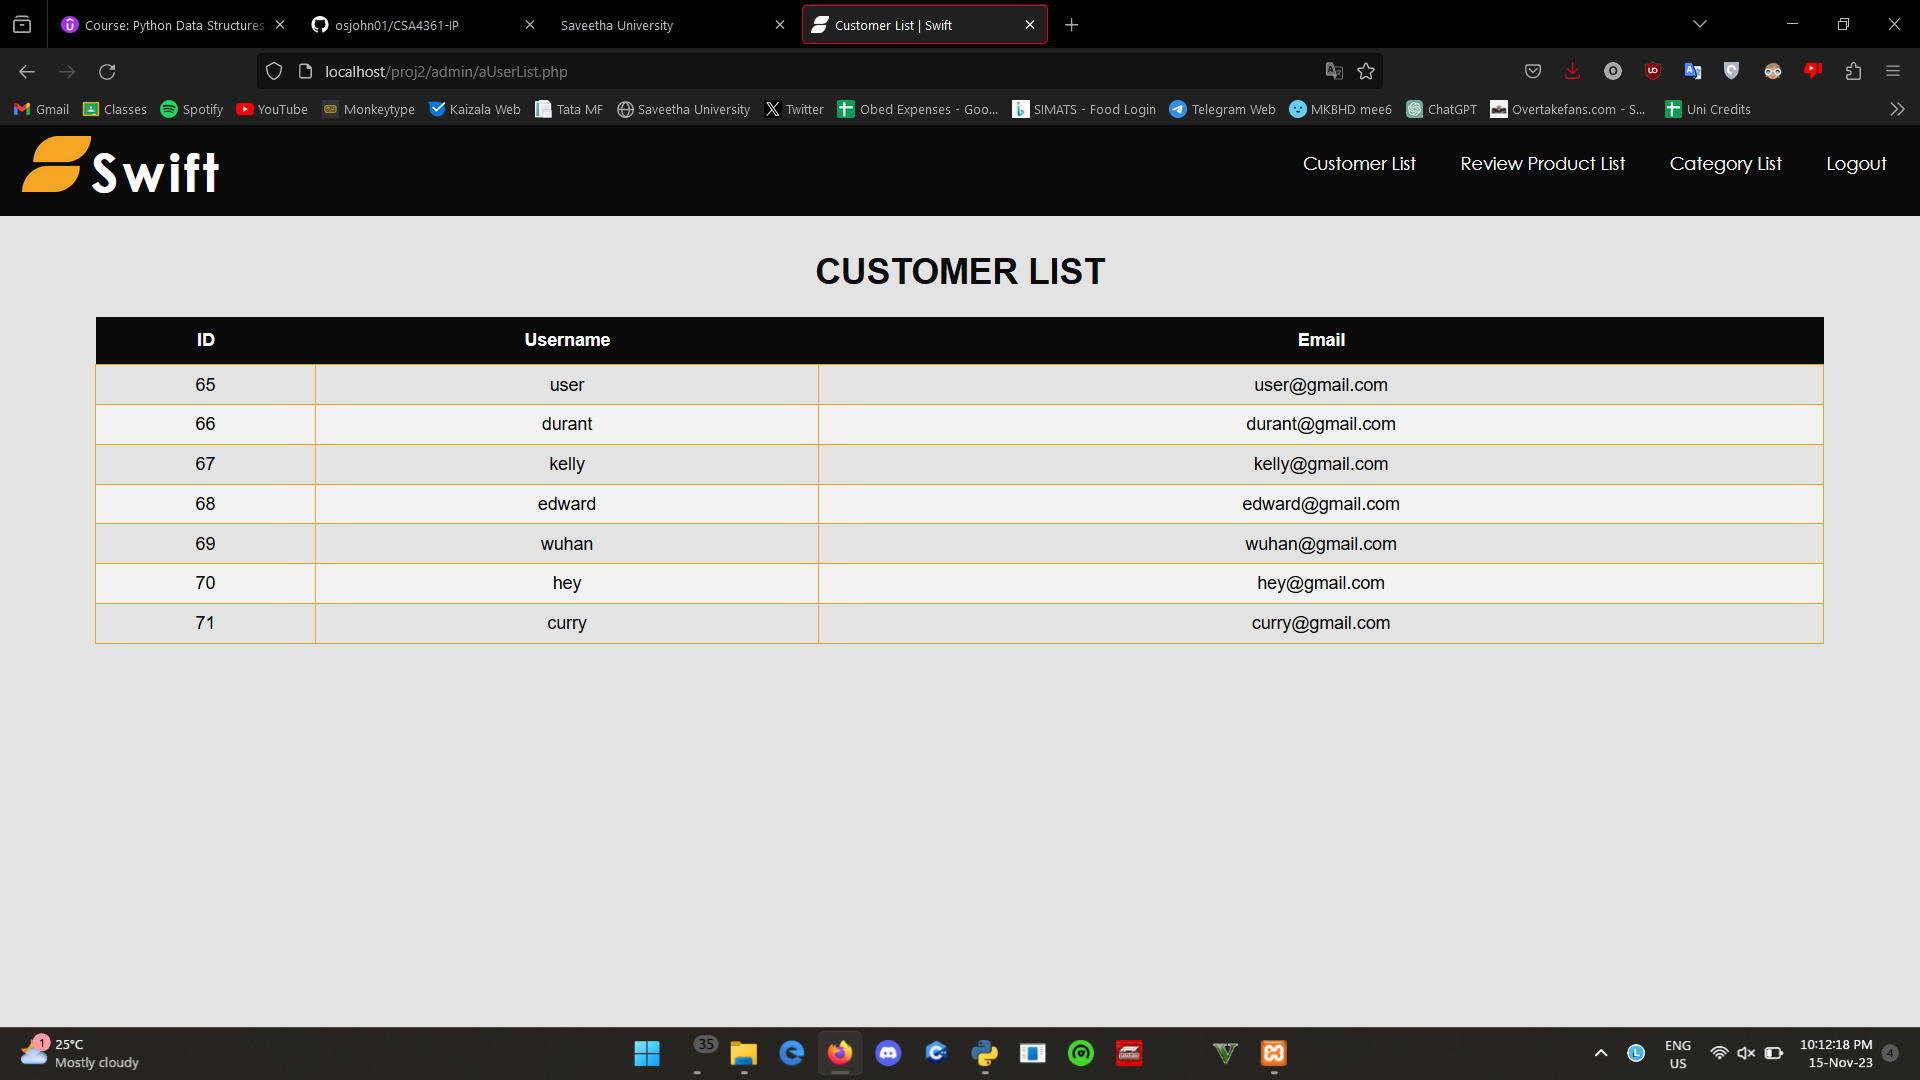 Course: Python Data Structures
osjohn01/CSA4361-IP
Saveetha University
Customer List | Swift
localhost/proj2/admin/aUserList.php
Gmail
Classes
Spotify
YouTube
Monkeytype
Kaizala Web
Tata MF
Saveetha University
Twitter
Obed Expenses - Goo...
SIMATS - Food Login
Telegram Web
MKBHD mee6
ChatGPT
Overtakefans.com - S...
Uni Credits
Swift
Customer List
Review Product List
Category List
Logout
CUSTOMER LIST
ID Username Email
65 user user@gmail.com
66 durant durant@gmail.com
67 kelly kelly@gmail.com
68 edward edward@gmail.com
69 wuhan wuhan@gmail.com
70 hey hey@gmail.com
71 curry curry@gmail.com
1
25°C
Mostly cloudy
35
ENG
US
10:12:18 PM
15-Nov-23
4